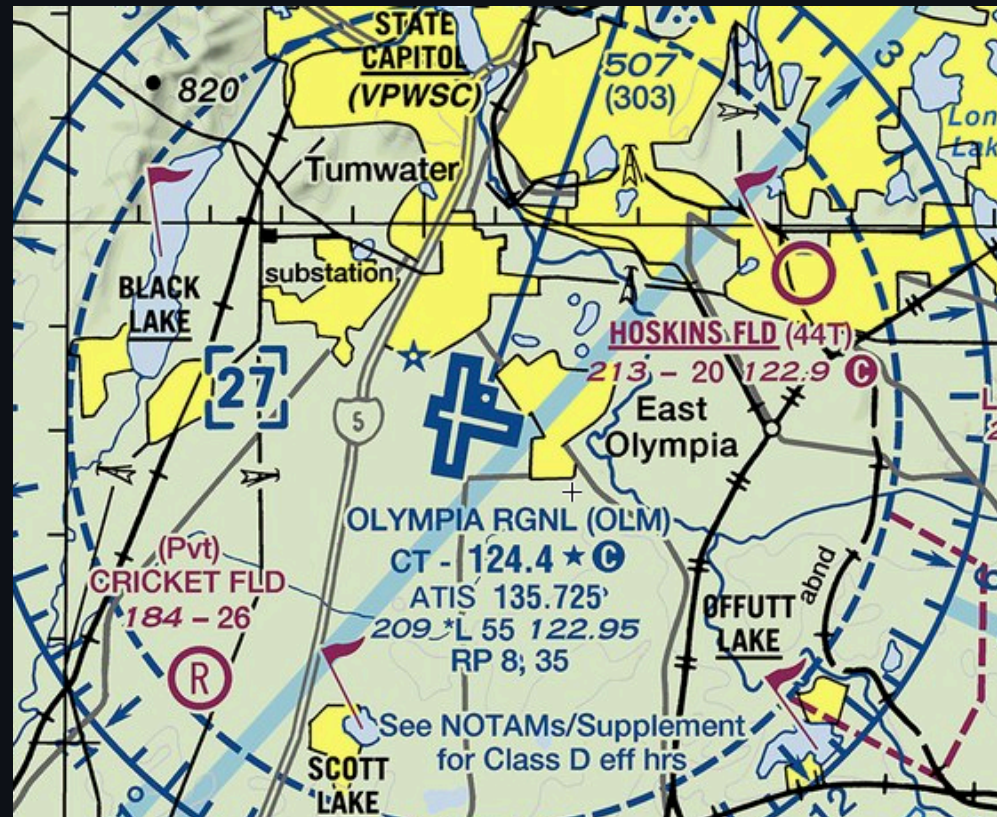 STATE
CAPITOL
(VPWSC)
507
(303)
3
820
Lon
Lak
Tumwater
substation
BLACK
LAKE
27
5
HOSKINS FLD (44T)
213 - 20 122.9 C
East
Olympia
OLYMPIA RGNL (OLM)
CT - 124.4 ★ C
ATIS 135.725
209 *L 55 122.95
RP 8, 35
(Pvt)
CRICKET FLD
184 - 26
R
abnd
OFFUTT
LAKE
See NOTAMs/Supplement
for Class D eff hrs
SCOTT
LAKE
12